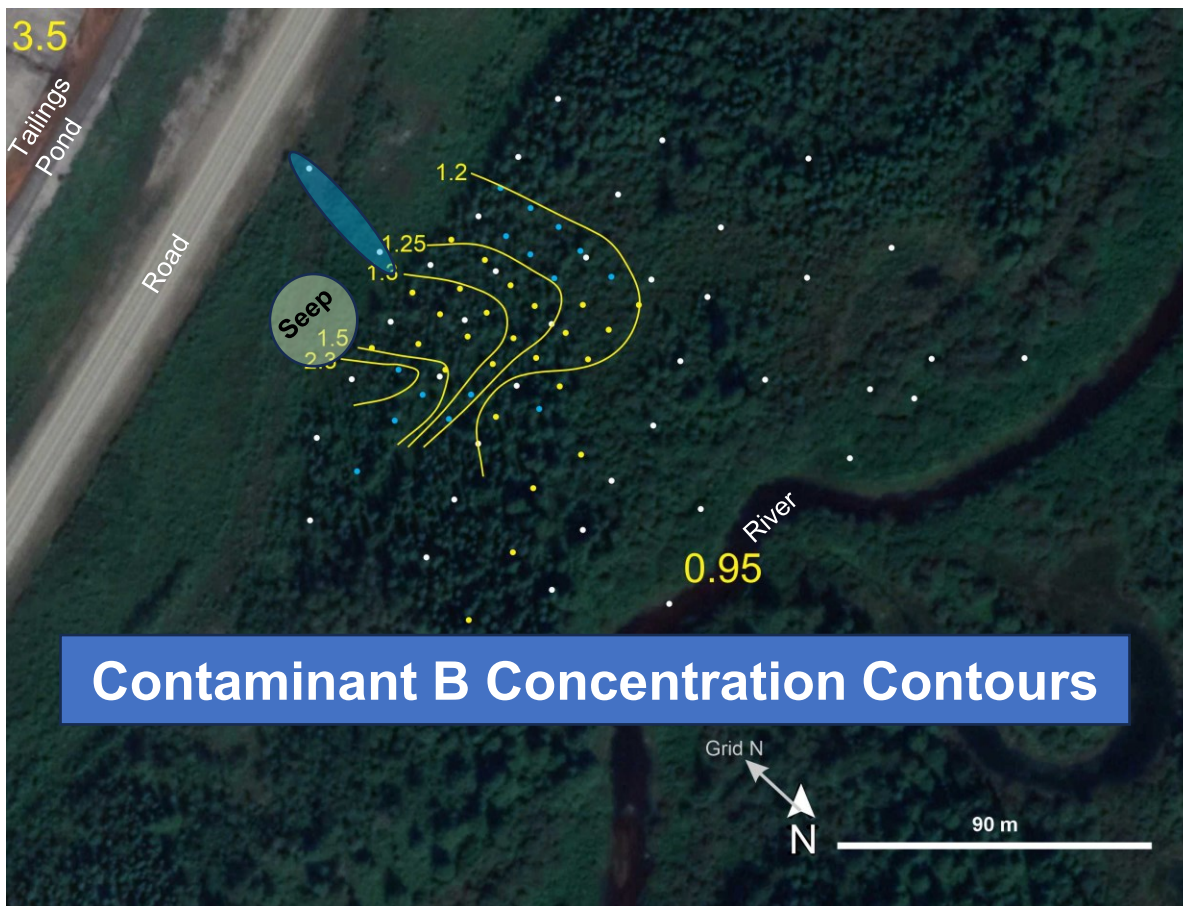 3.5
Tailings
Pond
Road
1.2
1.25
1.3
Seep
1.5
2.3
River
0.95
Contaminant B Concentration Contours
Grid N
N
90 m